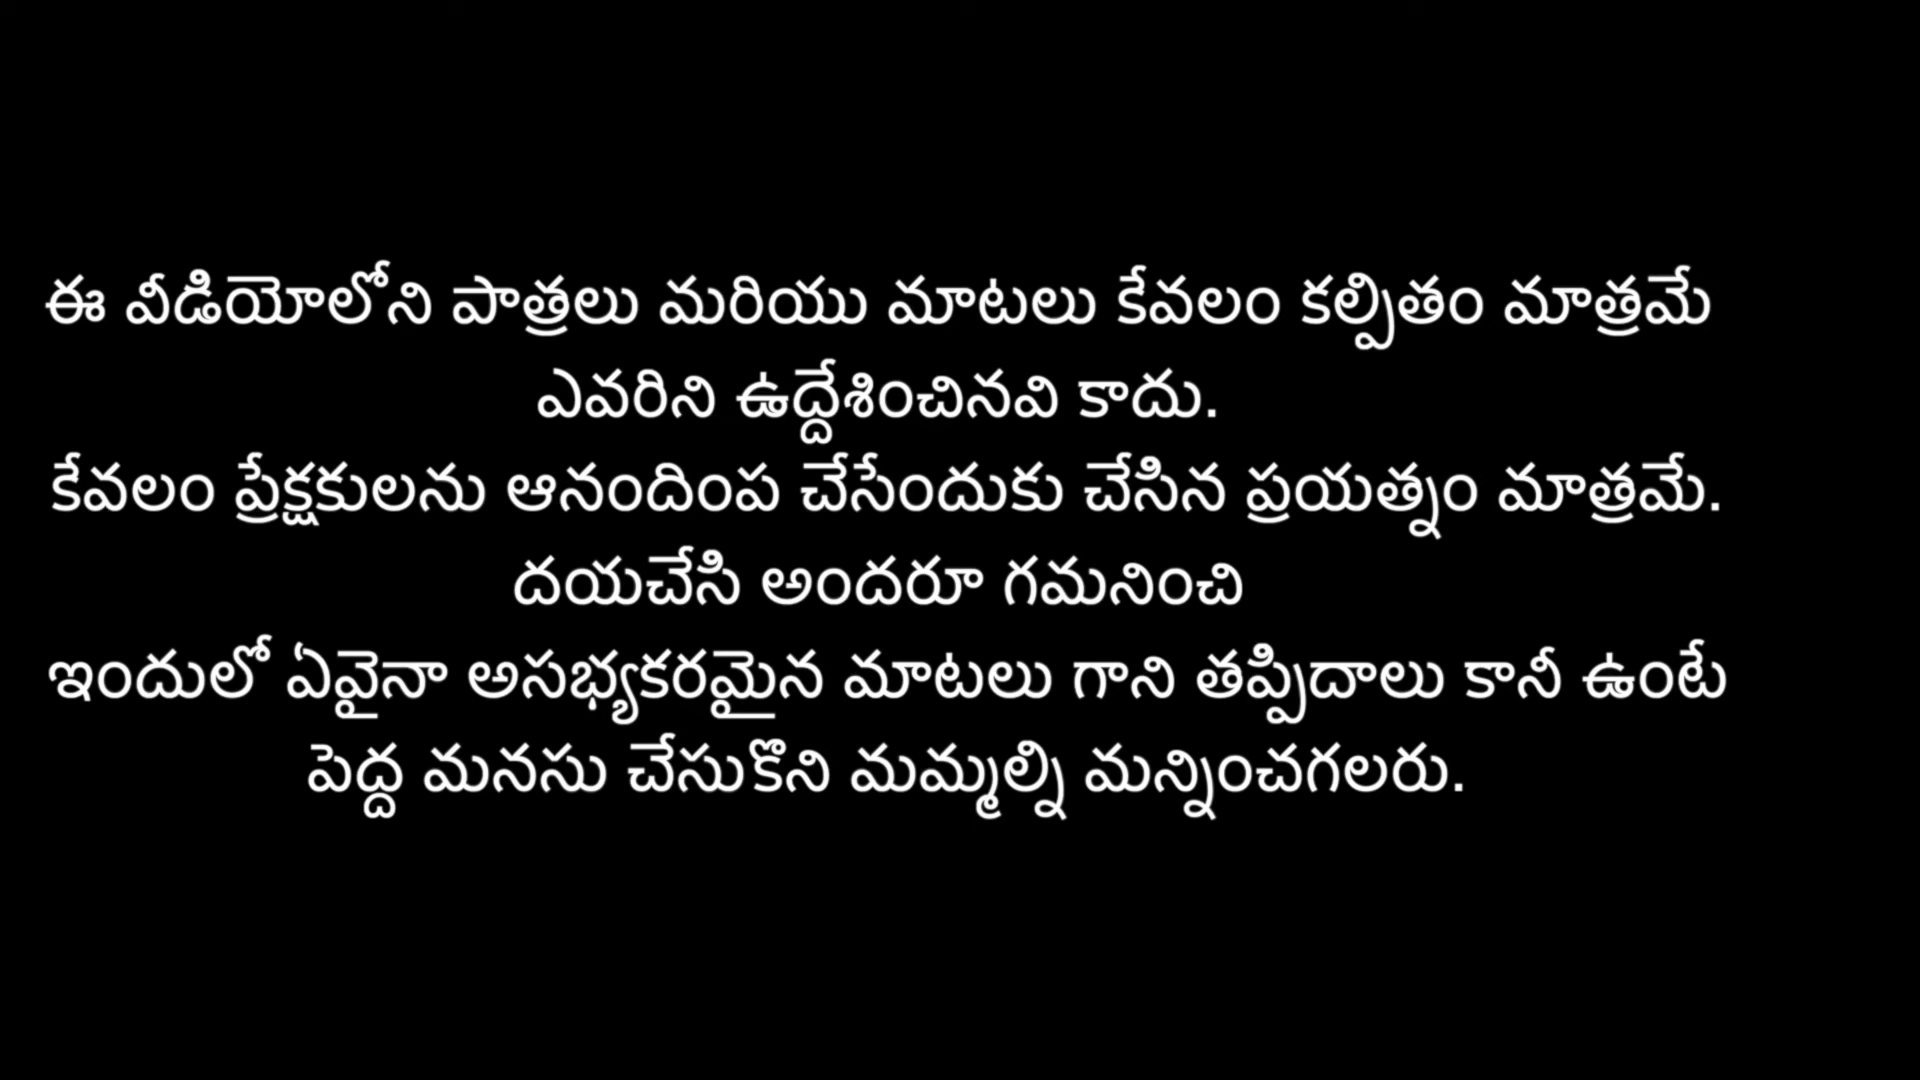 ఈ వీడియోలోని పాత్రలు మరియు మాటలు కేవలం కల్పితం మాత్రమే
ఎవరిని ఉద్దేశించినవి కాదు.
కేవలం ప్రేక్షకులను ఆనందింప చేసేందుకు చేసిన ప్రయత్నం మాత్రమే.
దయచేసి అందరూ గమనించి
ఇందులో ఏవైనా అసభ్యకరమైన మాటలు గాని తప్పిదాలు కానీ ఉంటే
పెద్ద మనసు చేసుకొని మమ్మల్ని మన్నించగలరు.